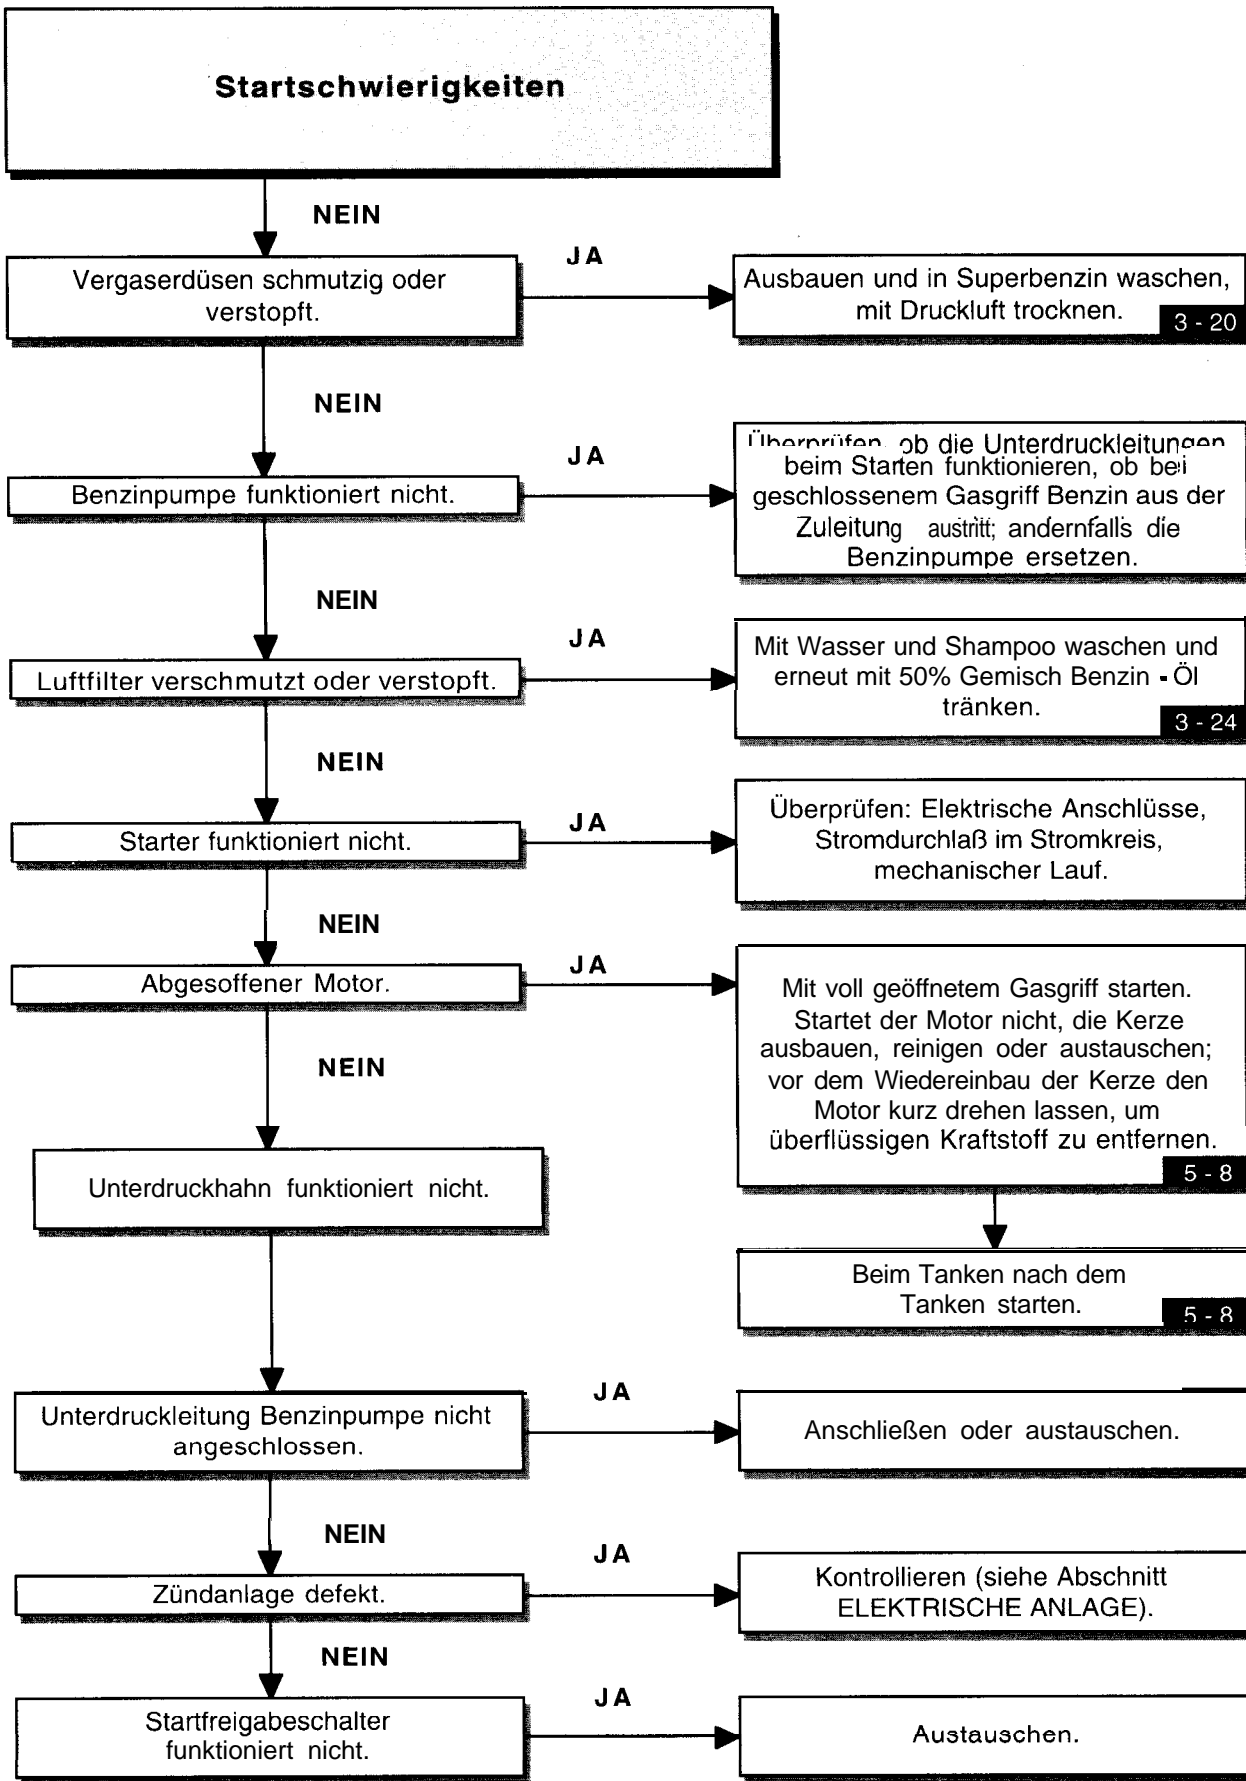 Startschwierigkeiten
NEIN
Vergaserdüsen schmutzig oder
verstopft.
JA
Ausbauen und in Superbenzin waschen,
mit Druckluft trocknen.
3 - 20
NEIN
Benzinpumpe funktioniert nicht.
JA
Überprüfen, ob die Unterdruckleitungen
beim Starten funktionieren, ob bei
geschlossenem Gasgriff Benzin aus der
Zuleitung austritt; andernfalls die
Benzinpumpe ersetzen.
NEIN
Luftfilter verschmutzt oder verstopft.
JA
Mit Wasser und Shampoo waschen und
erneut mit 50% Gemisch Benzin - Öl
tränken.
3 - 24
NEIN
Starter funktioniert nicht.
JA
Überprüfen: Elektrische Anschlüsse,
Stromdurchlaß im Stromkreis,
mechanischer Lauf.
NEIN
Abgesoffener Motor.
JA
Mit voll geöffnetem Gasgriff starten.
Startet der Motor nicht, die Kerze
ausbauen, reinigen oder austauschen;
vor dem Wiedereinbau der Kerze den
Motor kurz drehen lassen, um
überflüssigen Kraftstoff zu entfernen.
5 - 8
NEIN
Unterdruckhahn funktioniert nicht.
Beim Tanken nach dem
Tanken starten.
5 - 8
Unterdruckleitung Benzinpumpe nicht
angeschlossen.
JA
Anschließen oder austauschen.
NEIN
Zündanlage defekt.
JA
Kontrollieren (siehe Abschnitt
ELEKTRISCHE ANLAGE).
NEIN
Startfreigabeschalter
funktioniert nicht.
JA
Austauschen.